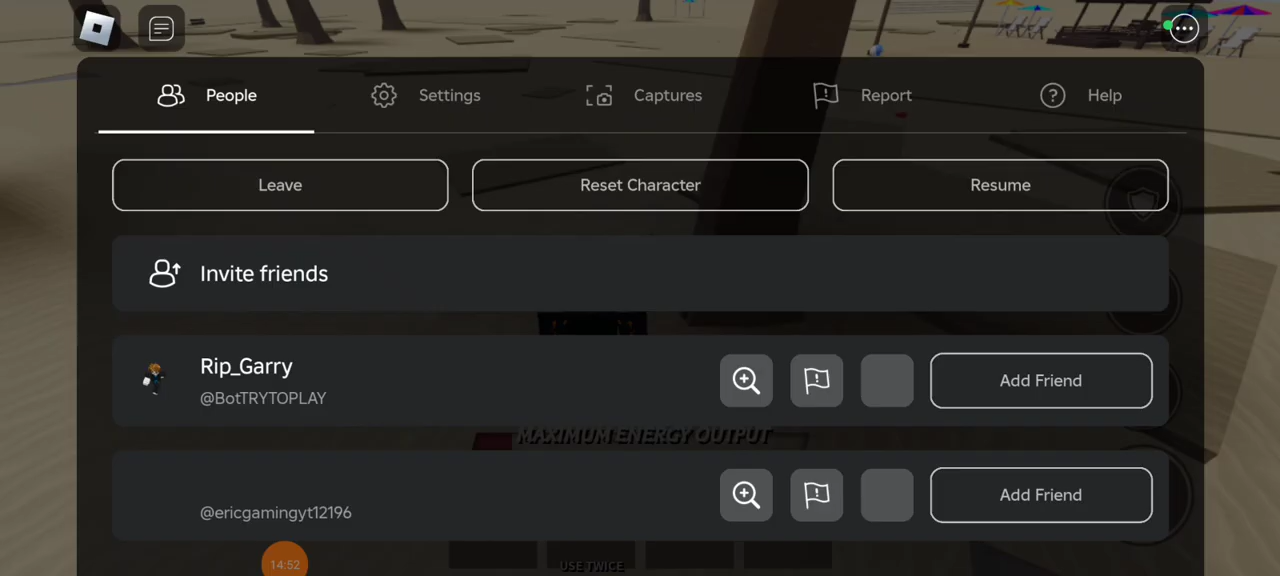 People
Settings
Captures
Report
Help
Leave
Reset Character
Resume
Invite friends
Rip_Garry
@BotTRYTOPLAY
Add Friend
MAXIMUM ENERGY OUTPUT
@ericgamingyt12196
Add Friend
14:52
USE TWICE